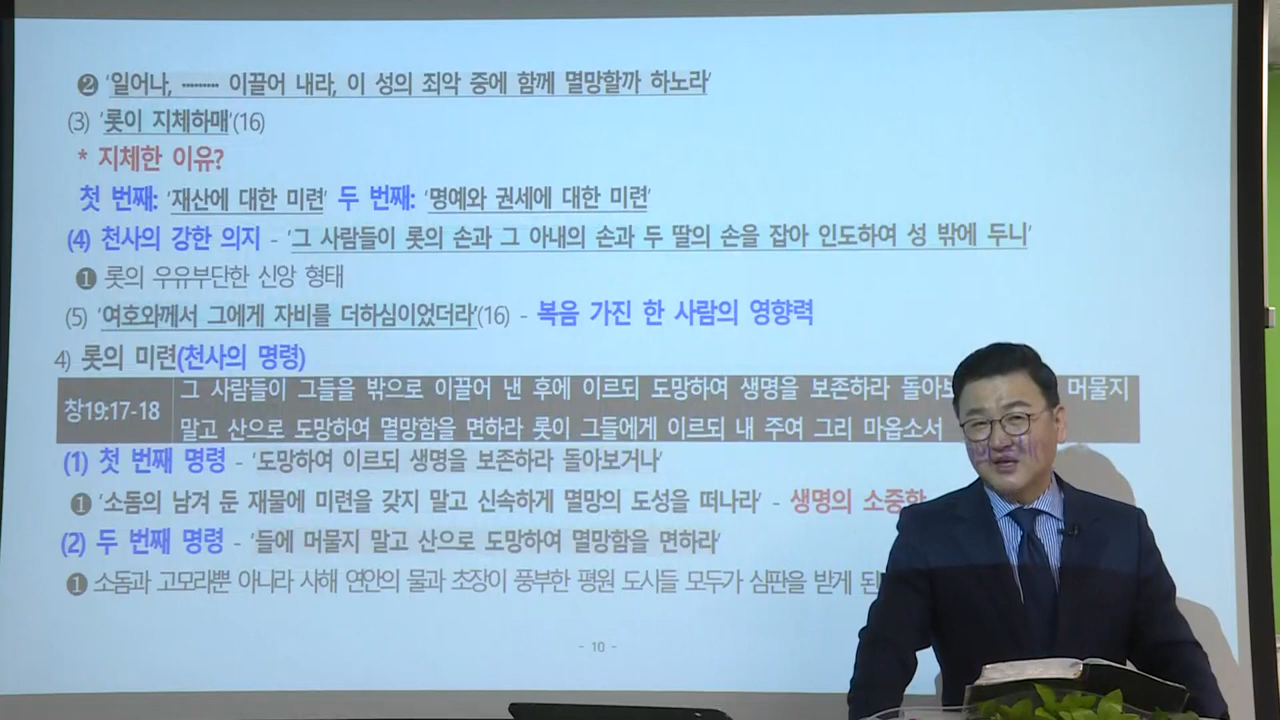 ❷ '일어나, ········· 이끌어 내라, 이 성의 죄악 중에 함께 멸망할까 하노라'
(3) '롯이 지체하매'(16)
* 지체한 이유?
첫 번째: '재산에 대한 미련' 두 번째: '명예와 권세에 대한 미련'
(4) 천사의 강한 의지 - '그 사람들이 롯의 손과 그 아내의 손과 두 딸의 손을 잡아 인도하여 성 밖에 두니'
❶ 롯의 우유부단한 신앙 형태
(5) '여호와께서 그에게 자비를 더하심이었더라'(16) - 복음 가진 한 사람의 영향력
4) 롯의 미련(천사의 명령)
창19:17-18
그 사람들이 그들을 밖으로 이끌어 낸 후에 이르되 도망하여 생명을 보존하라 머물지
말고 산으로 도망하여 멸망함을 면하라 롯이 그들에게 이르되 내 주여 그리 마옵소서
(1) 첫 번째 명령 - '도망하여 이르되 생명을 보존하라 돌아보거나'
❶ '소돔의 남겨 둔 재물에 미련을 갖지 말고 신속하게 멸망의 도성을 떠나라' - 생명의
(2) 두 번째 명령 - '들에 머물지 말고 산으로 도망하여 멸망함을 면하라'
❶ 소돔과 고모라뿐 아니라 사해 연안의 물과 초장이 풍부한 평원 도시들 모두가 심판을 받게
- 10 -